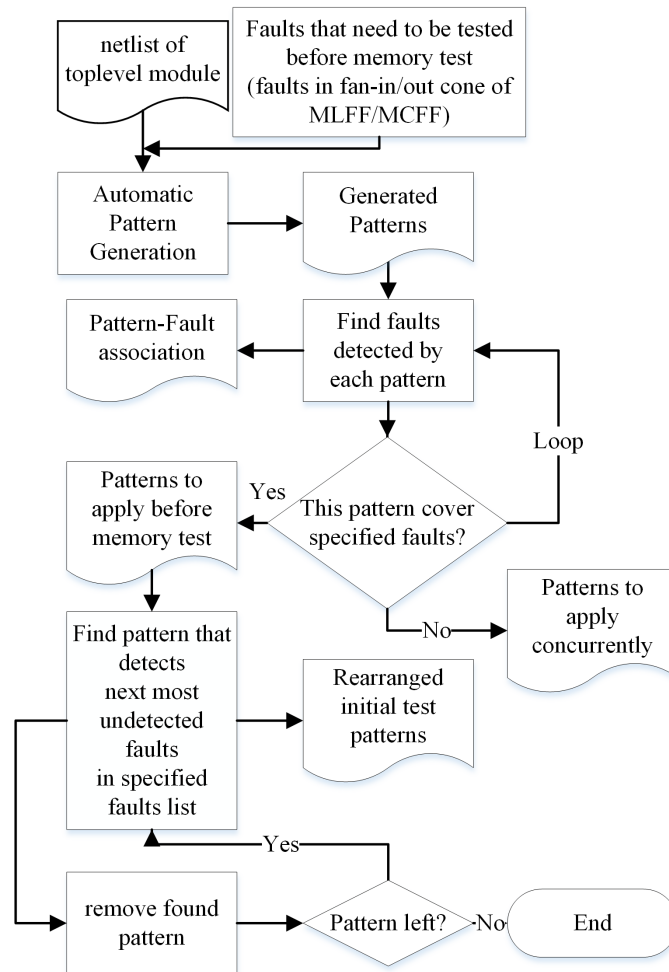 netlist of
toplevel module
Faults that need to be tested
before memory test
(faults in fan-in/out cone of
MLFF/MCFF)
Automatic
Pattern
Generation
Generated
Patterns
Pattern-Fault
association
Find faults
detected by
each pattern
Loop
Patterns to
apply before
memory test
Yes
This pattern cover
specified faults?
No
Patterns to
apply
concurrently
Find pattern that
detects
next most
undetected
faults
in specified
faults list
Rearranged
initial test
patterns
Yes
remove found
pattern
Pattern left?
No
End